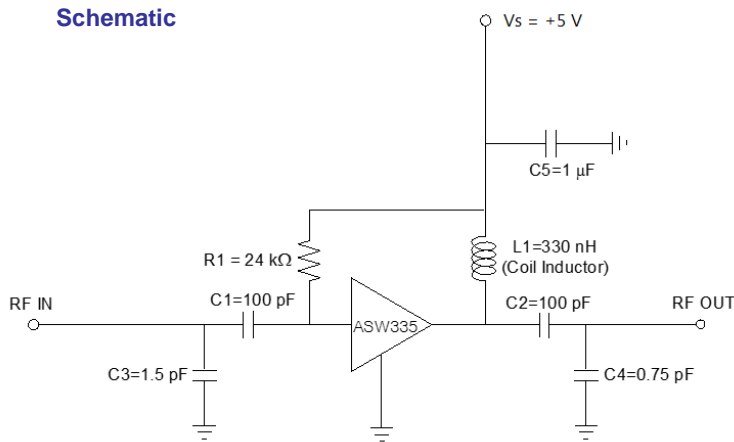 Schematic
Vs = +5 V
C5=1 μF
R1 = 24 kΩ
L1=330 nH
(Coil Inductor)
RF IN
C1=100 pF
C2=100 pF
RF OUT
ASW335
C3=1.5 pF
C4=0.75 pF